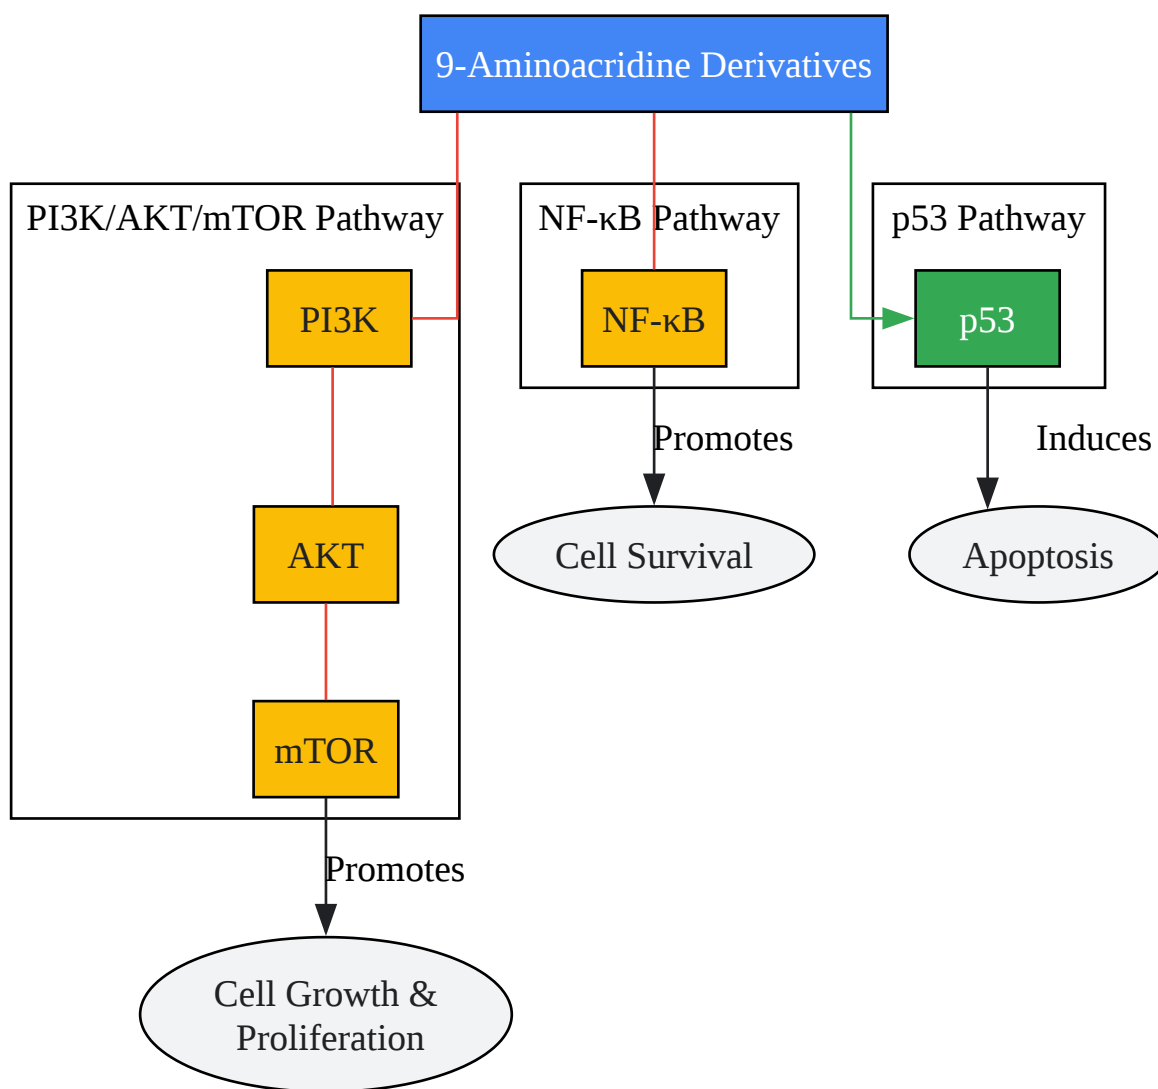 9-Aminoacridine Derivatives
PI3K/AKT/mTOR Pathway
NF-κB Pathway
p53 Pathway
PI3K
NF-κB
p53
Promotes
Induces
AKT
Cell Survival
Apoptosis
mTOR
Promotes
Cell Growth &
Proliferation